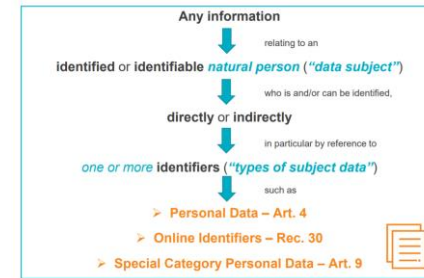 Any information
relating to an
identified or identifiable natural person (“data subject”)
who is and/or can be identified,
directly or indirectly
in particular by reference to
one or more identifiers (“types of subject data”)
such as
➢ Personal Data – Art. 4
➢ Online Identifiers – Rec. 30
➢ Special Category Personal Data – Art. 9